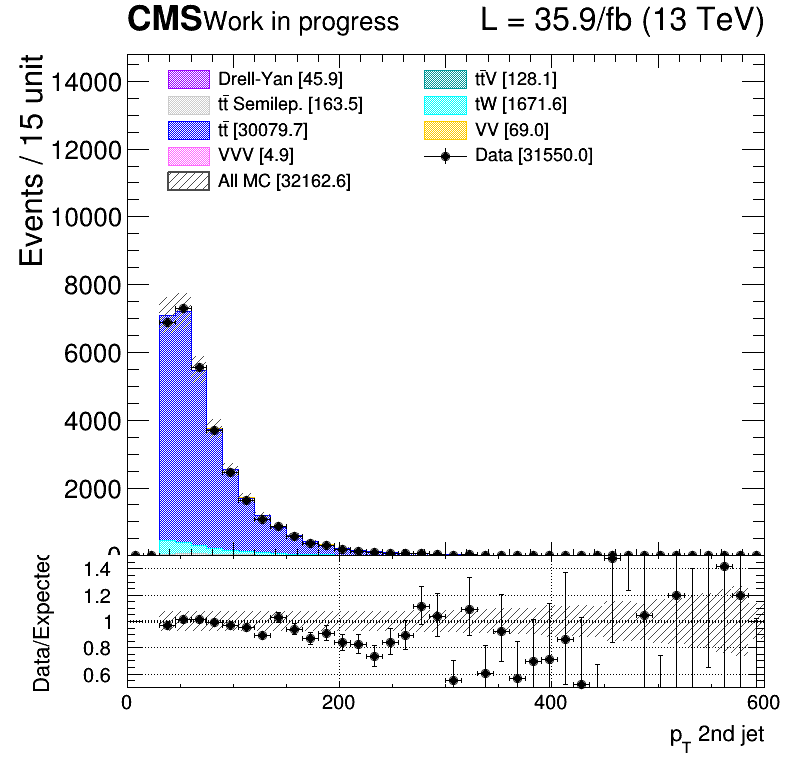 CMS Work in progress L = 35.9/fb (13 TeV)
Events / 15 unit
14000
12000
10000
8000
6000
4000
2000
0
Drell-Yan [45.9]
tt̄ Semilep. [163.5]
tt̄ [30079.7]
VVV [4.9]
All MC [32162.6]
tt̄V [128.1]
tW [1671.6]
VV [69.0]
Data [31550.0]
Data/Expected
1.4
1.2
1
0.8
0.6
0 200 400 600
p_T 2nd jet